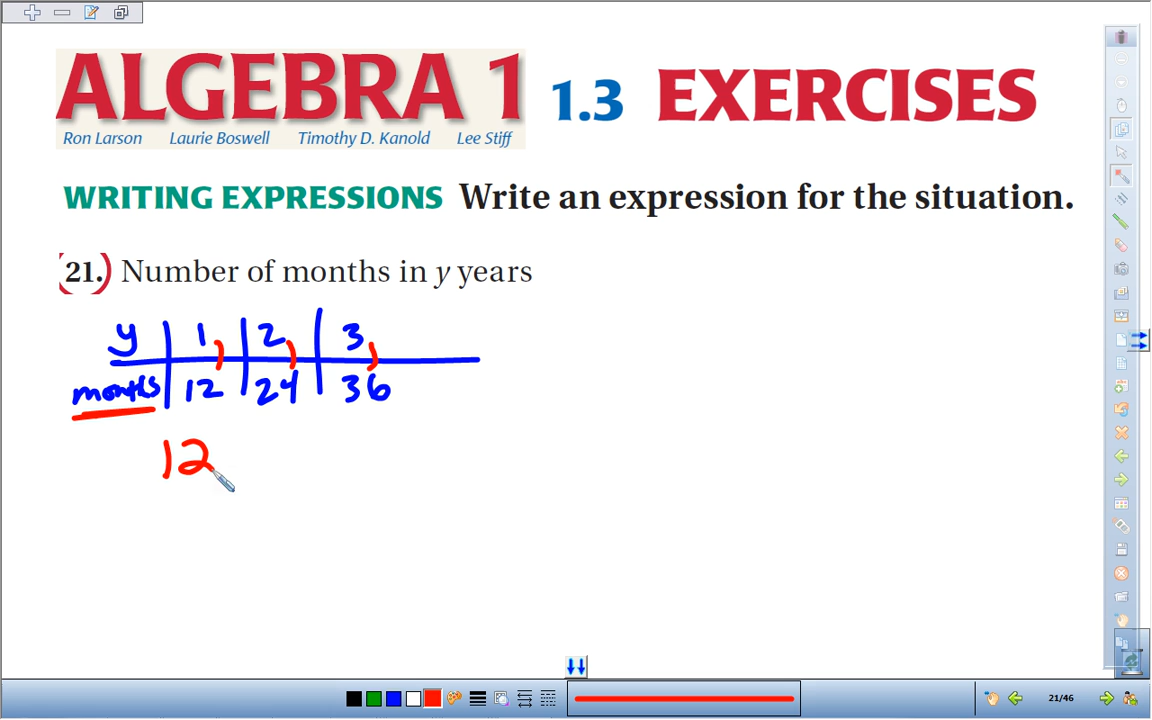 ALGEBRA 1
Ron Larson Laurie Boswell Timothy D. Kanold Lee Stiff
1.3 EXERCISES
WRITING EXPRESSIONS Write an expression for the situation.
21. Number of months in y years
y 1 2 3
months 12 24 36
12
21/46